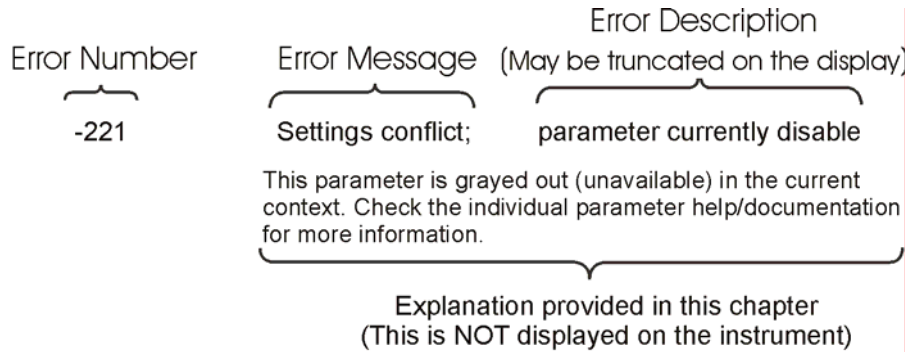 Error Description
Error Number Error Message (May be truncated on the display)
-221 Settings conflict; parameter currently disable
This parameter is grayed out (unavailable) in the current
context. Check the individual parameter help/documentation
for more information.
Explanation provided in this chapter
(This is NOT displayed on the instrument)